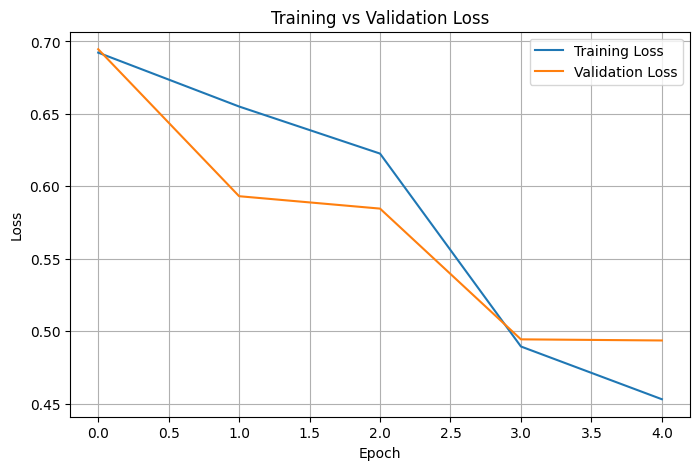 Training vs Validation Loss
Training Loss
Validation Loss
0.70
0.65
0.60
0.55
0.50
0.45
Loss
0.0 0.5 1.0 1.5 2.0 2.5 3.0 3.5 4.0
Epoch